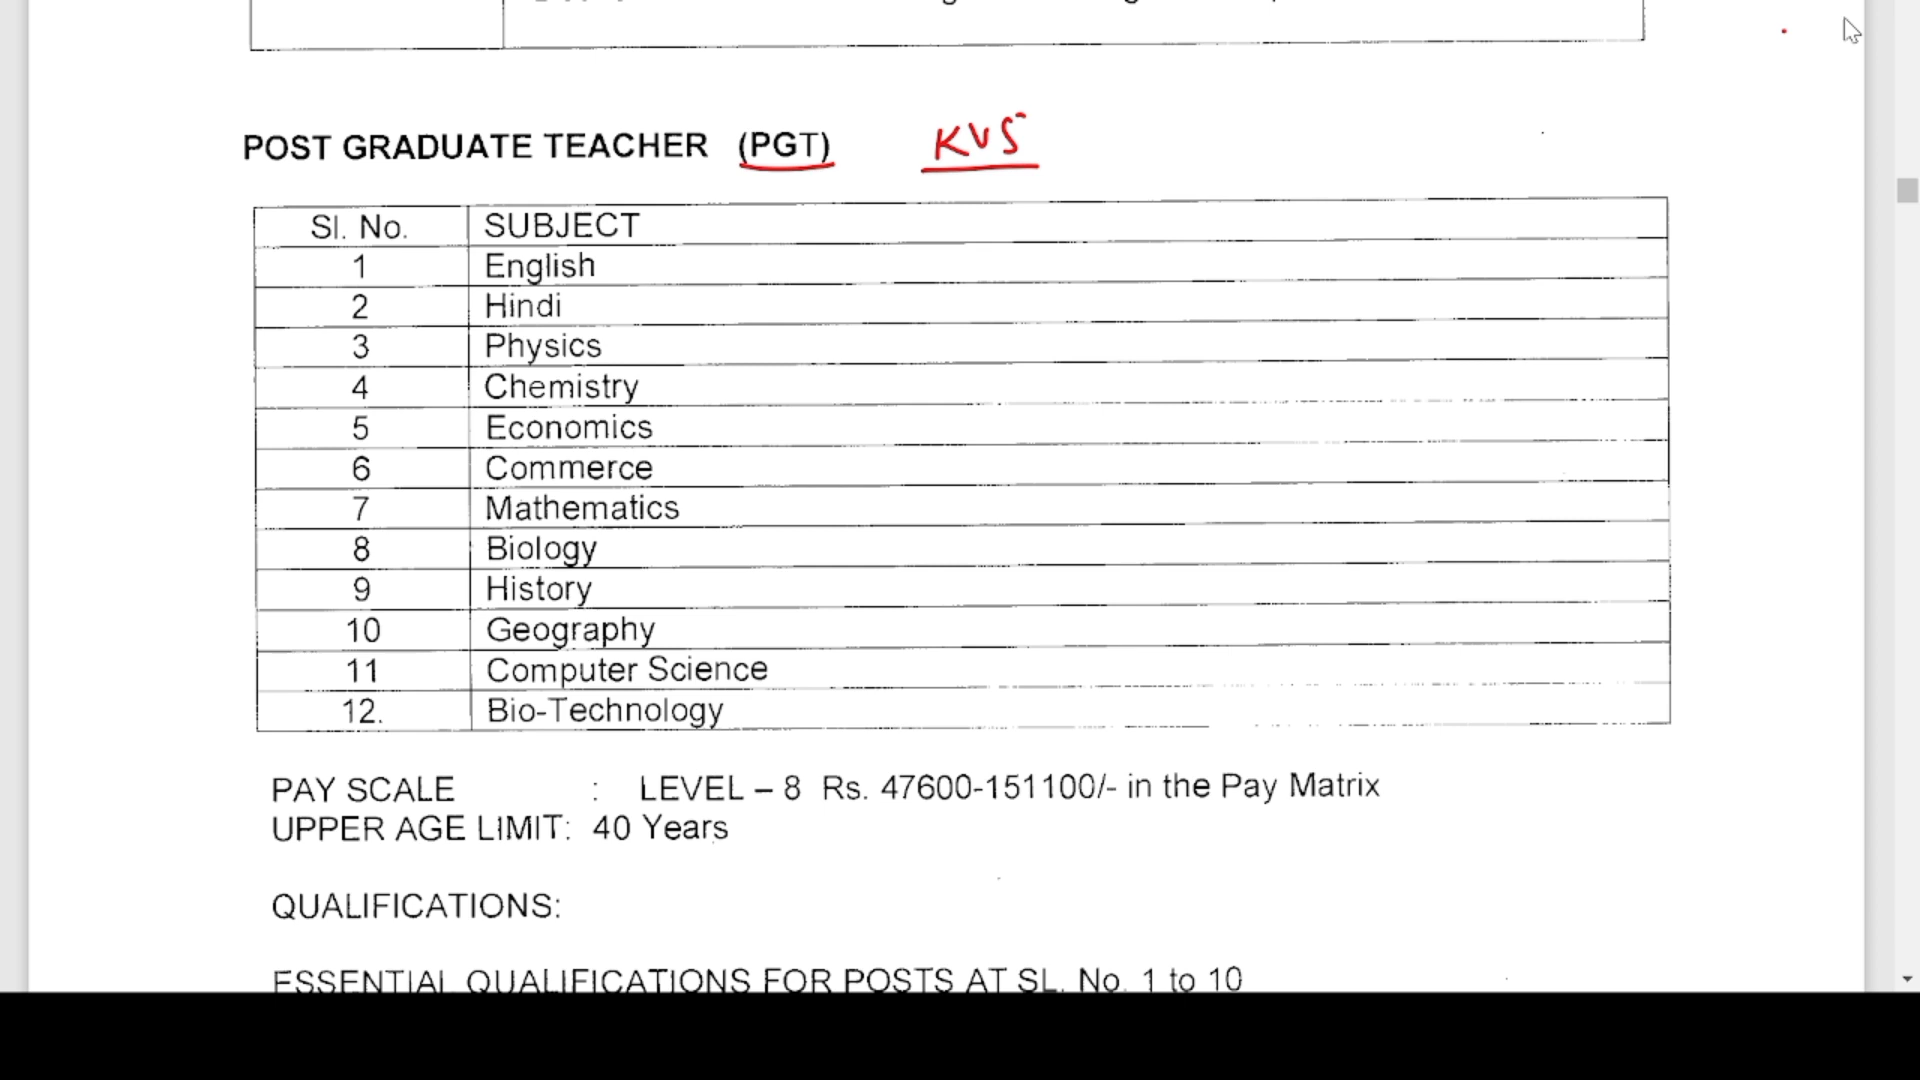 POST GRADUATE TEACHER (PGT) KVS
Sl. No. SUBJECT
1 English
2 Hindi
3 Physics
4 Chemistry
5 Economics
6 Commerce
7 Mathematics
8 Biology
9 History
10 Geography
11 Computer Science
12. Bio-Technology
PAY SCALE : LEVEL – 8 Rs. 47600-151100/- in the Pay Matrix
UPPER AGE LIMIT: 40 Years
QUALIFICATIONS:
ESSENTIAL QUALIFICATIONS FOR POSTS AT SL. No. 1 to 10